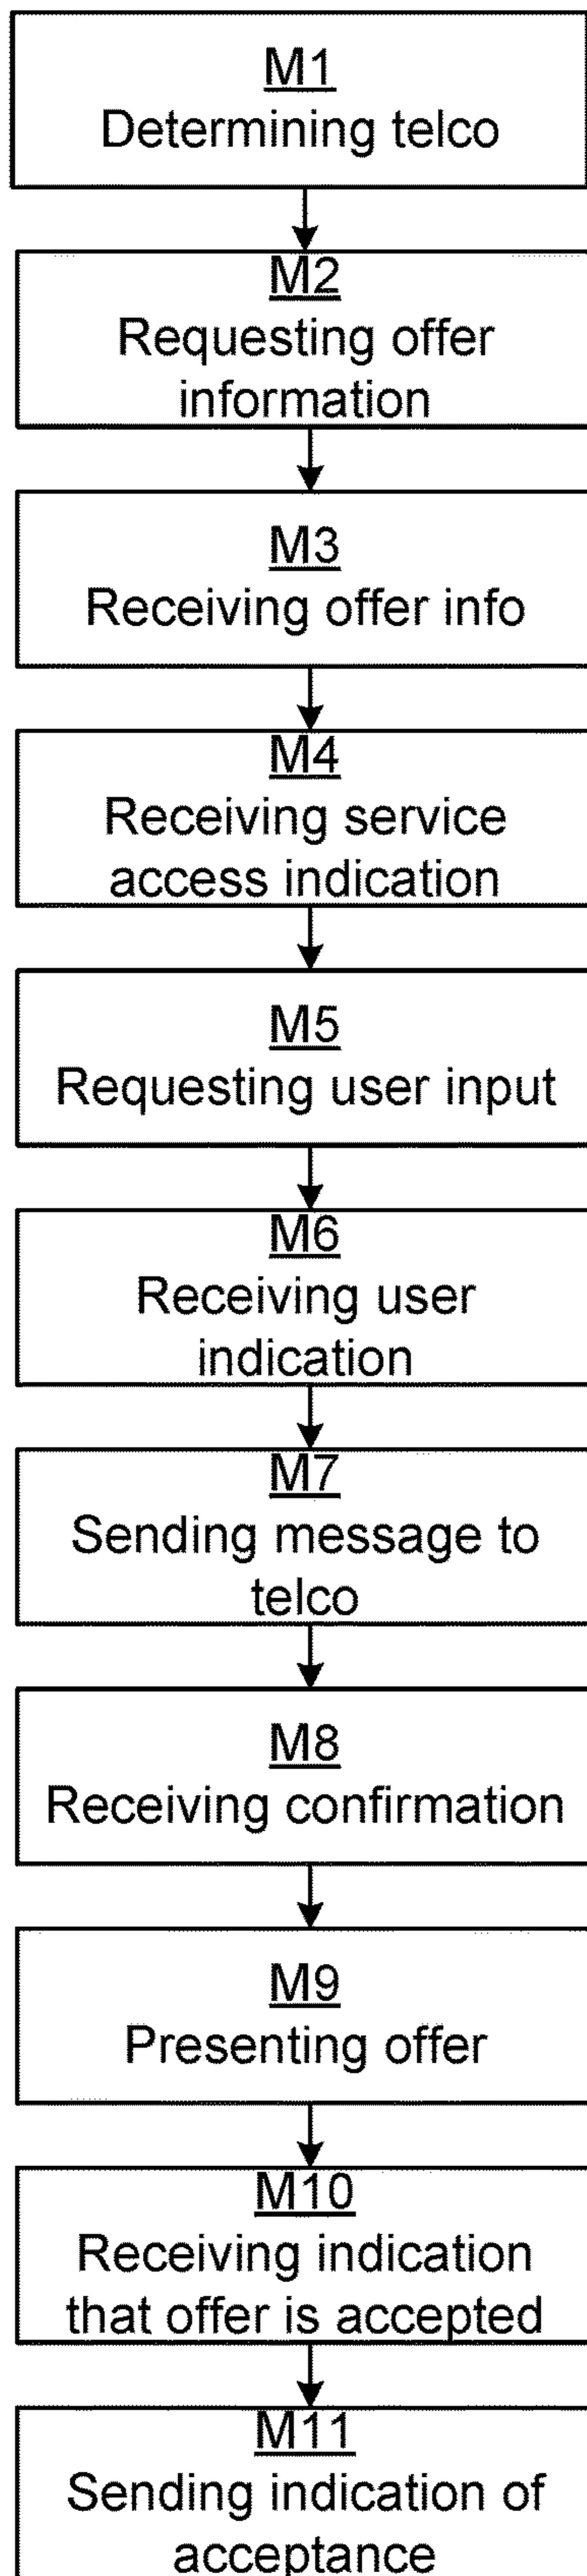 M1
Determining telco
M2
Requesting offer
information
M3
Receiving offer info
M4
Receiving service
access indication
M5
Requesting user input
M6
Receiving user
indication
M7
Sending message to
telco
M8
Receiving confirmation
M9
Presenting offer
M10
Receiving indication
that offer is accepted
M11
Sending indication of
acceptance